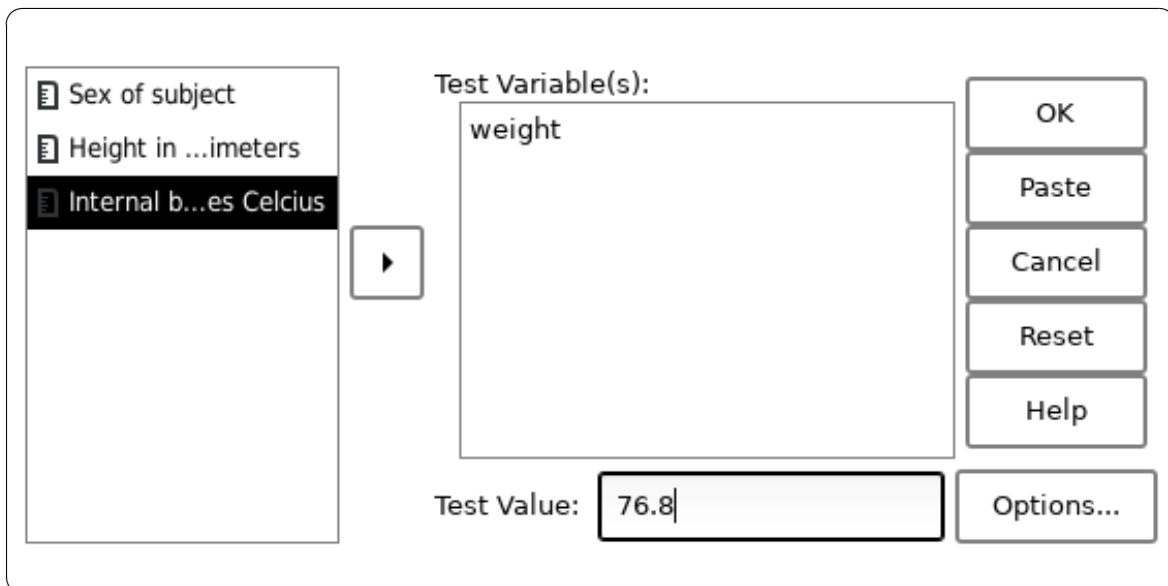 Sex of subject
Height in ...imeters
Internal b...es Celcius
Test Variable(s):
weight
Test Value: 76.8
OK
Paste
Cancel
Reset
Help
Options...